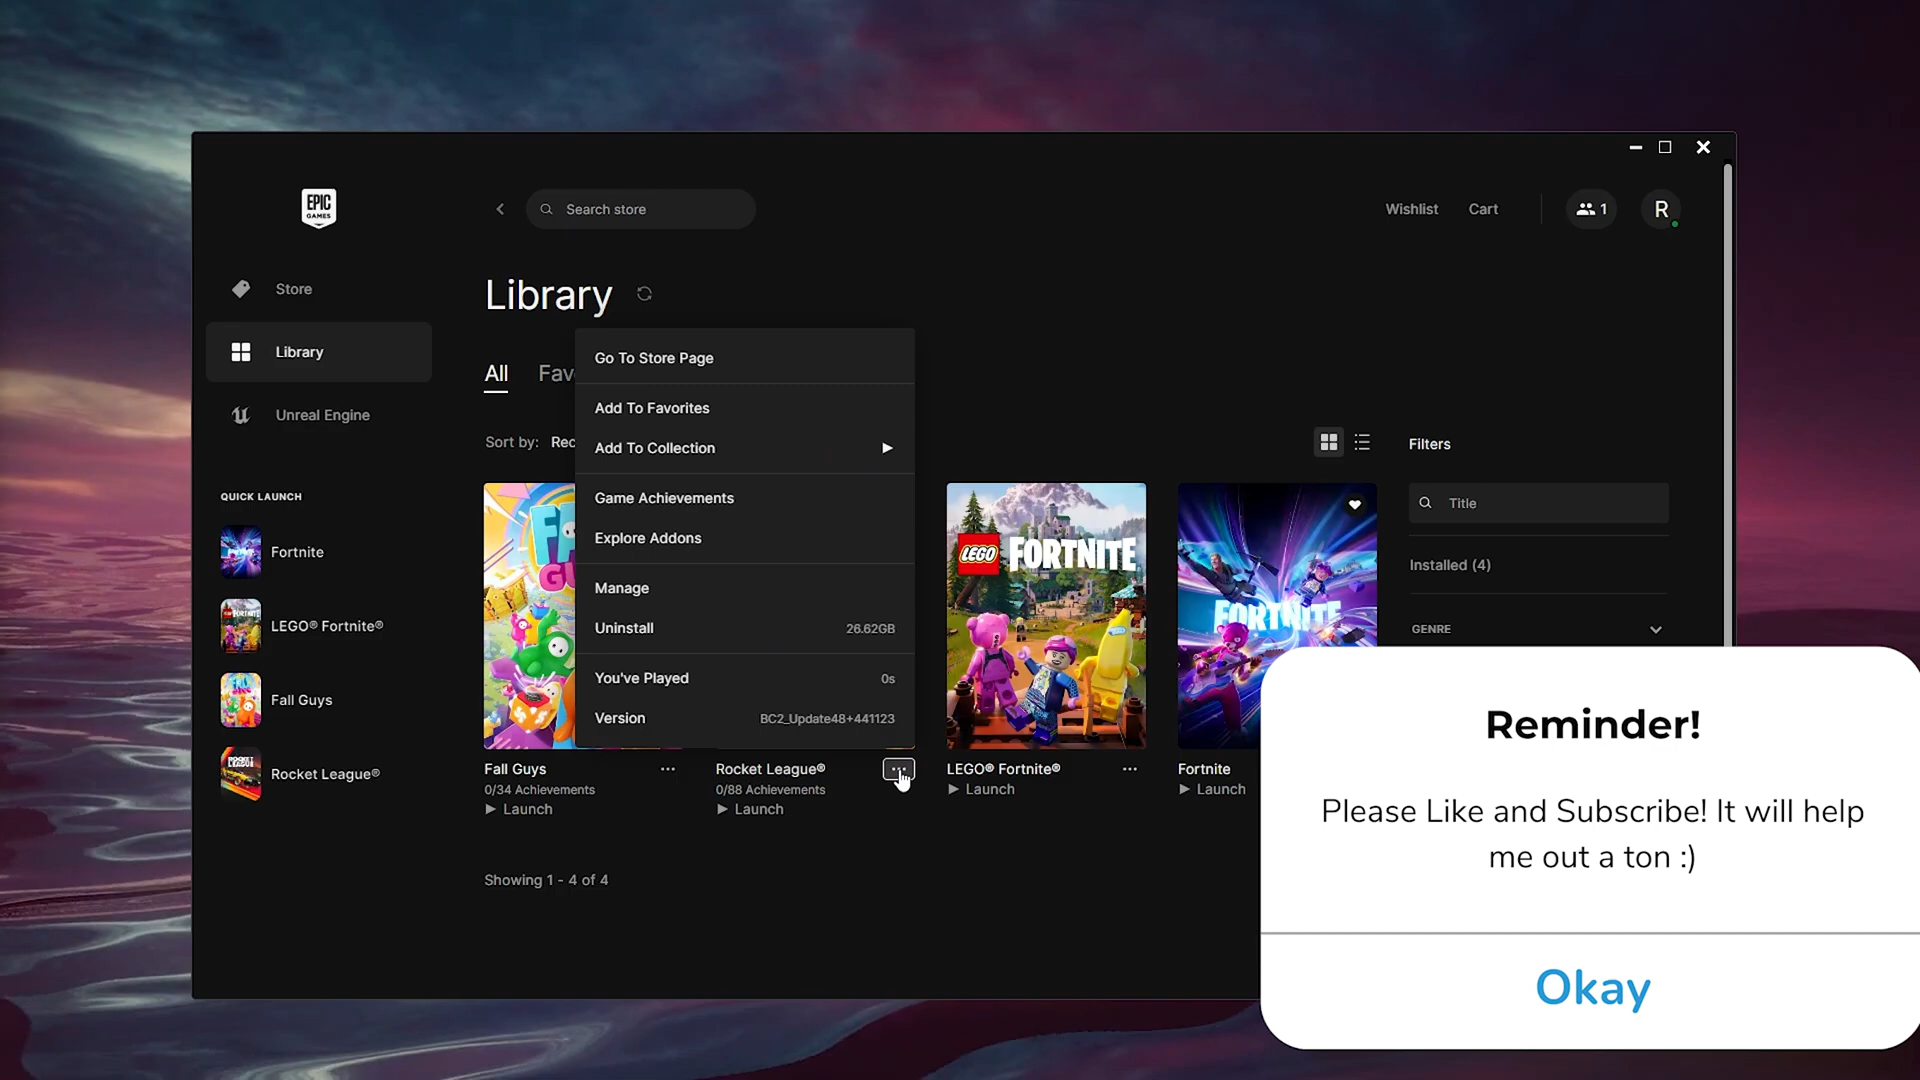 EPIC
GAMES
Search store
Wishlist
Cart
1
R
Store
Library
Unreal Engine
QUICK LAUNCH
Fortnite
LEGO® Fortnite®
Fall Guys
Rocket League®
Library
All
Fav
Sort by: Rec
Go To Store Page
Add To Favorites
Add To Collection
Game Achievements
Explore Addons
Manage
Uninstall 26.62GB
You've Played 0s
Version BC2_Update48+441123
LEGO FORTNITE
FORTNITE
Fall Guys
0/34 Achievements
Launch
Rocket League®
0/88 Achievements
Launch
LEGO® Fortnite®
Launch
Fortnite
Launch
Showing 1 - 4 of 4
Filters
Title
Installed (4)
GENRE
Reminder!
Please Like and Subscribe! It will help
me out a ton :)
Okay